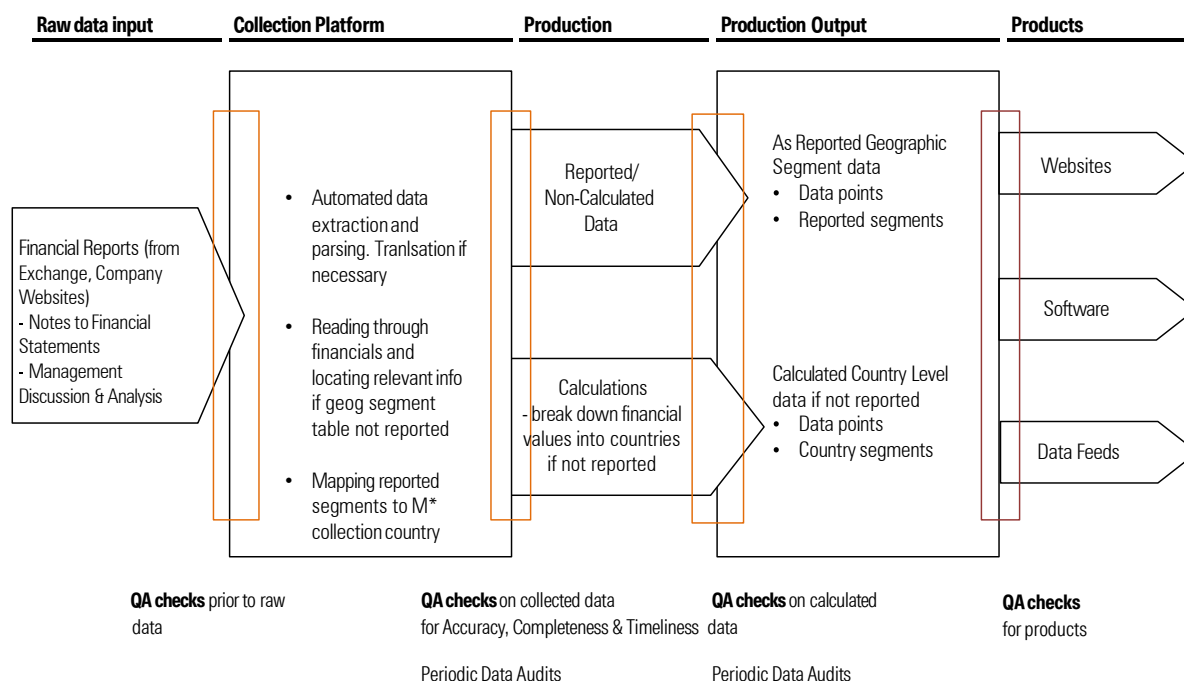 Raw data input
Collection Platform
Production
Production Output
Products
Financial Reports (from
Exchange, Company
Websites)
- Notes to Financial
Statements
- Management
Discussion & Analysis
• Automated data
extraction and
parsing. Tranlsation if
necessary
• Reading through
financials and
locating relevant info
if geog segment
table not reported
• Mapping reported
segments to M*
collection country
Reported/
Non-Calculated
Data
Calculations
- break down financial
values into countries
if not reported
As Reported Geographic
Segment data
• Data points
• Reported segments
Calculated Country Level
data if not reported
• Data points
• Country segments
Websites
Software
Data Feeds
QA checks prior to raw
data
QA checks on collected data
for Accuracy, Completeness & Timeliness
Periodic Data Audits
QA checks on calculated
data
Periodic Data Audits
QA checks
for products